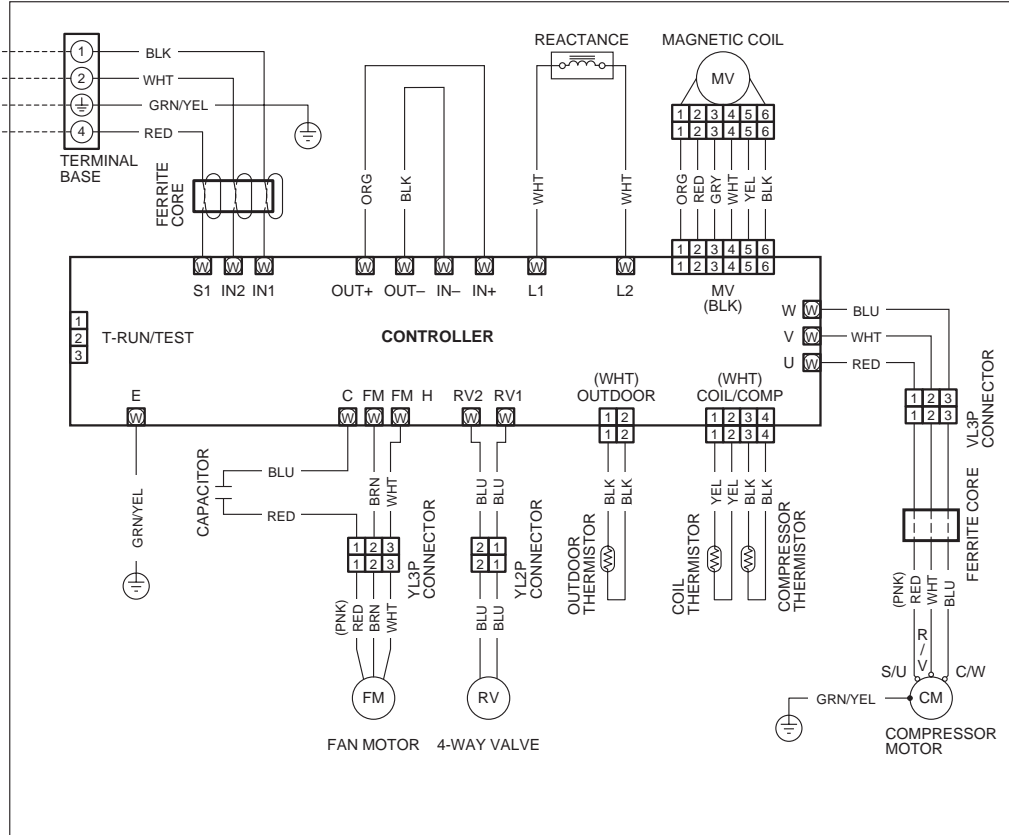 REACTANCE
MAGNETIC COIL
MV
1
2
⏚
4
BLK
WHT
GRN/YEL
RED
TERMINAL
BASE
FERRITE
CORE
ORG
BLK
WHT
WHT
1 2 3 4 5 6
1 2 3 4 5 6
ORG
RED
GRY
WHT
YEL
BLK
1 2 3 4 5 6
1 2 3 4 5 6
W W W W W W W W W
S1 IN2 IN1 OUT+ OUT– IN– IN+ L1 L2
MV
(BLK)
1
2
3
T-RUN/TEST
CONTROLLER
W W BLU
V W WHT
U W RED
E
C FM FM H RV2 RV1
W W W W W W
(WHT)
OUTDOOR
1 2
1 2
(WHT)
COIL/COMP
1 2 3 4
1 2 3 4
1 2 3
1 2 3
VL3P
CONNECTOR
GRN/YEL
CAPACITOR
BLU
RED
BRN
WHT
1 2 3
1 2 3
YL3P
CONNECTOR
(PNK)
RED
BRN
WHT
FM
FAN MOTOR
BLU
BLU
2 1
2 1
YL2P
CONNECTOR
BLU
BLU
RV
4-WAY VALVE
BLK
BLK
OUTDOOR
THERMISTOR
YEL
YEL
BLK
BLK
COIL
THERMISTOR
COMPRESSOR
THERMISTOR
FERRITE CORE
(PNK)
RED
WHT
BLU
S/U
R/V
C/W
GRN/YEL
CM
COMPRESSOR
MOTOR